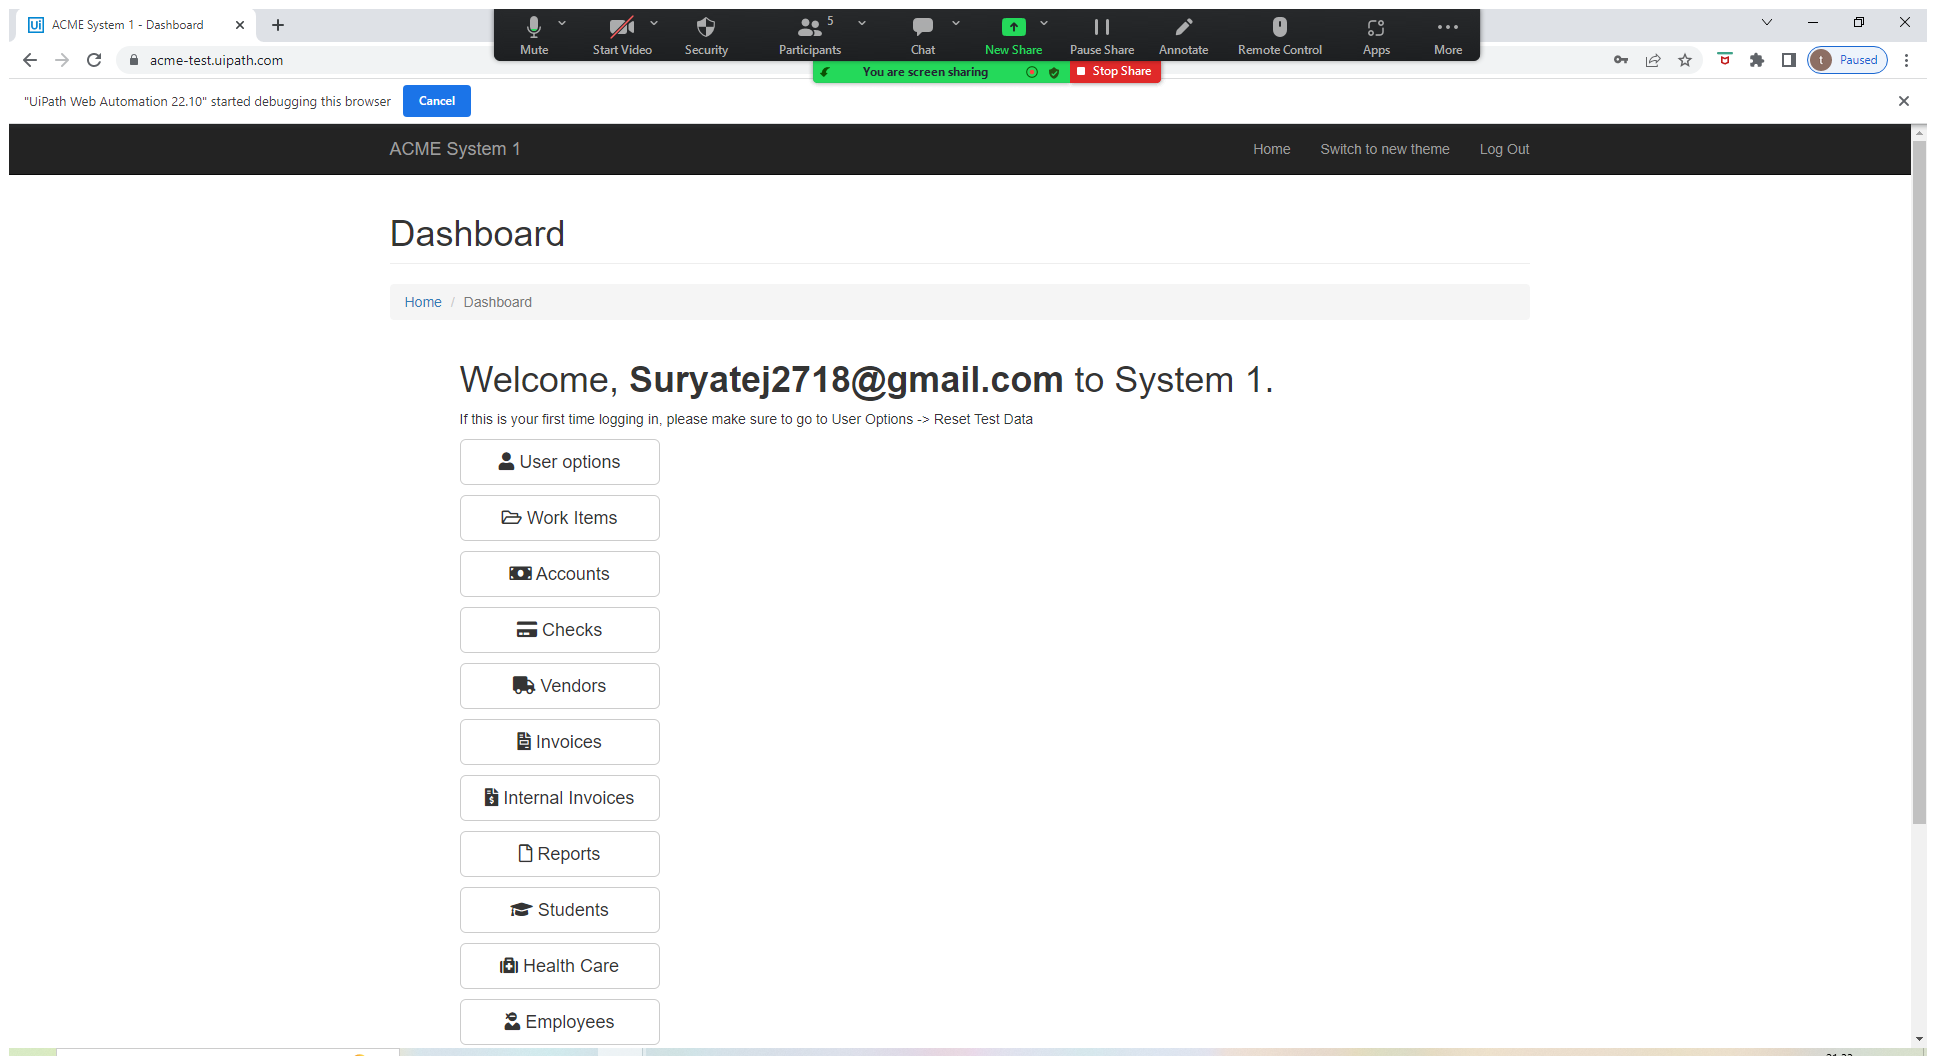 ACME System 1 - Dashboard
Mute
Start Video
Security
Participants
5
Chat
New Share
Pause Share
Annotate
Remote Control
Apps
More
acme-test.uipath.com
You are screen sharing
Stop Share
t
Paused
"UiPath Web Automation 22.10" started debugging this browser
Cancel
ACME System 1
Home
Switch to new theme
Log Out
Dashboard
Home / Dashboard
Welcome, Suryatej2718@gmail.com to System 1.
If this is your first time logging in, please make sure to go to User Options -> Reset Test Data
User options
Work Items
Accounts
Checks
Vendors
Invoices
Internal Invoices
Reports
Students
Health Care
Employees